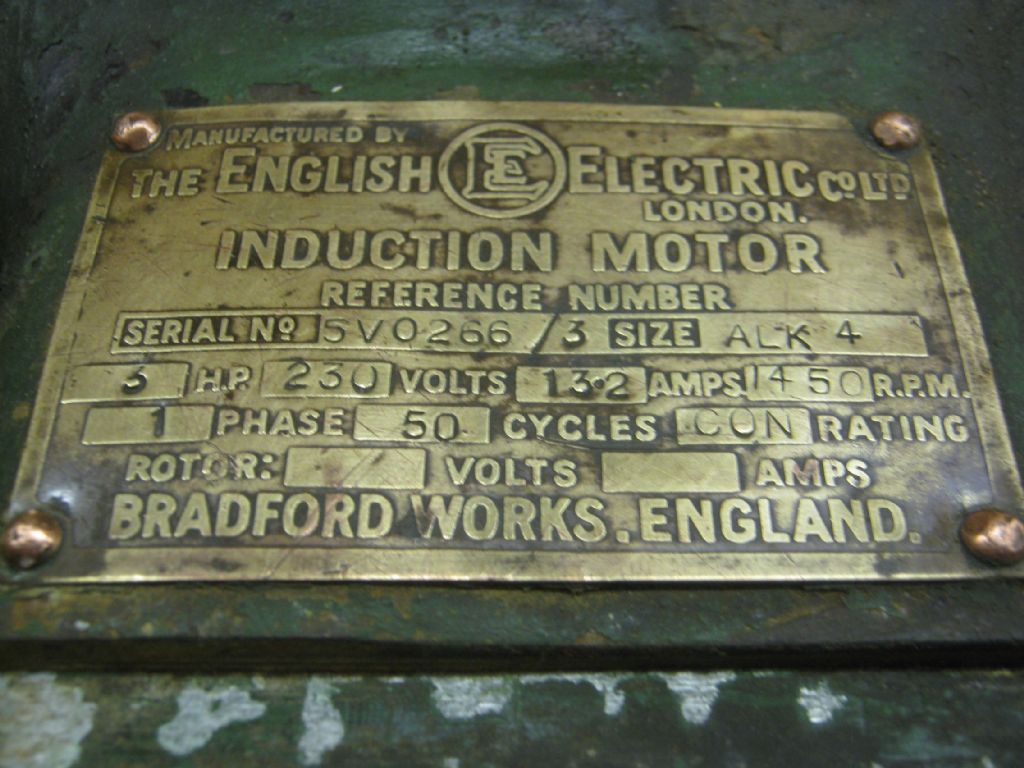 MANUFACTURED BY
THE ENGLISH EE ELECTRIC CO LTD
LONDON.
INDUCTION MOTOR
REFERENCE NUMBER
SERIAL No 5V0266/3 SIZE ALK 4
3 H.P. 230 VOLTS 13.2 AMPS 1450 R.P.M.
1 PHASE 50 CYCLES CON RATING
ROTOR: VOLTS AMPS
BRADFORD WORKS. ENGLAND.